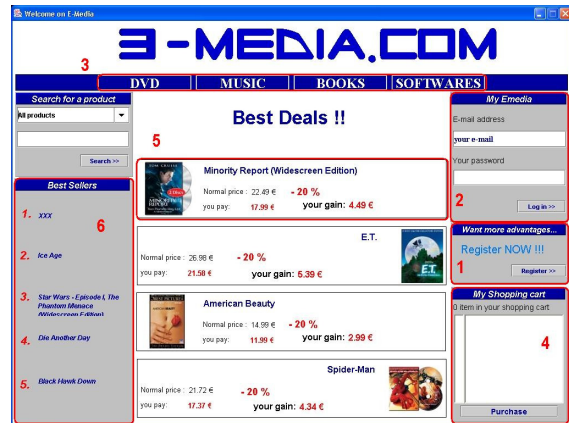 Welcome on E-Media
E-MEDIA.COM
3
DVD MUSIC BOOKS SOFTWARES
Search for a product
All products
Search >>
Best Sellers
6
1. xxx
2. Ice Age
3. Star Wars - Episode I, The
Phantom Menace
(Widescreen Edition)
4. Die Another Day
5. Black Hawk Down
Best Deals !!
5
Minority Report (Widescreen Edition)
Normal price : 22.49 € - 20 %
you pay: 17.99 € your gain: 4.49 €
E.T.
Normal price : 26.98 € - 20 %
you pay: 21.58 € your gain: 5.39 €
E.T.
American Beauty
Normal price : 14.99 € - 20 %
you pay: 11.99 € your gain: 2.99 €
Spider-Man
Normal price : 21.72 € - 20 %
you pay: 17.37 € your gain: 4.34 €
My Emedia
E-mail address
your e-mail
Your password
2
Log in >>
Want more advantages...
Register NOW !!!
1
Register >>
My Shopping cart
0 item in your shopping cart
4
Purchase